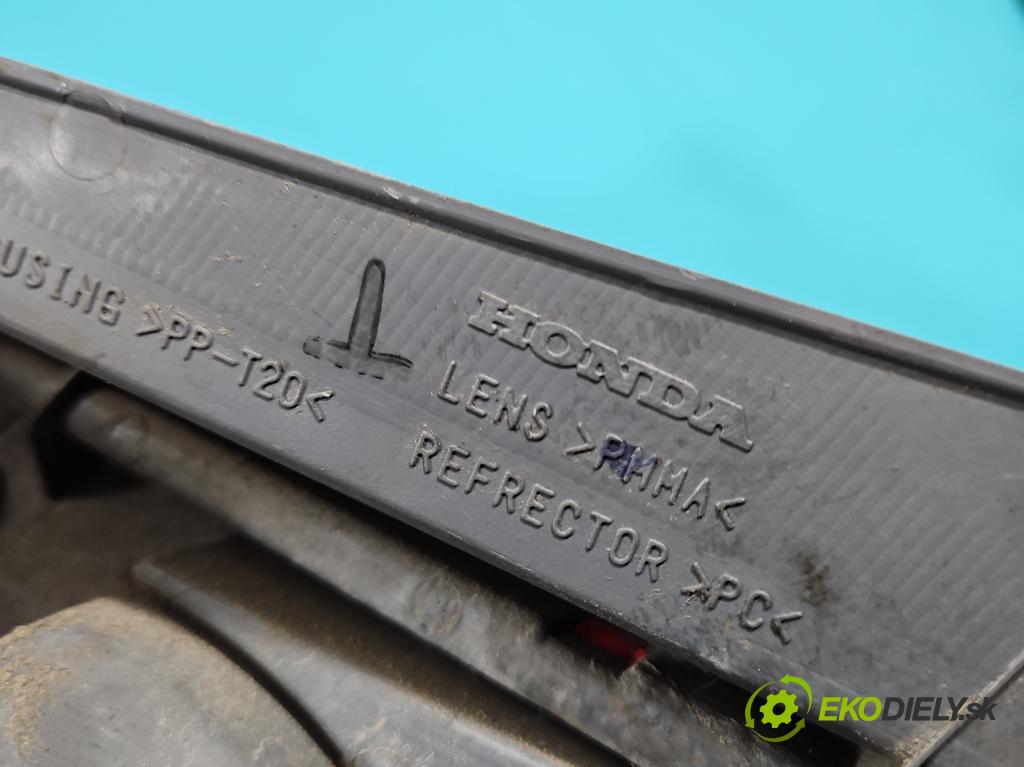 HONDA
LENS >PMMA<
USING >PP-T20<
REFRECTOR >PC<
EKODIELY.sk